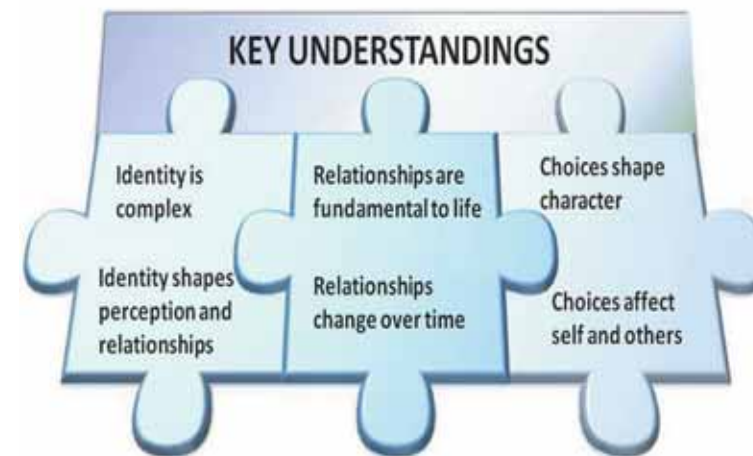 KEY UNDERSTANDINGS
Identity is
complex
Identity shapes
perception and
relationships
Relationships are
fundamental to life
Relationships
change over time
Choices shape
character
Choices affect
self and others